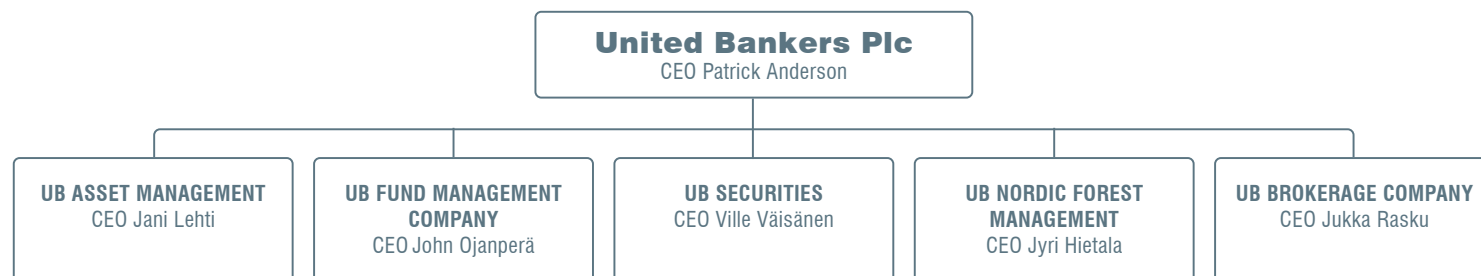 United Bankers Plc
CEO Patrick Anderson
UB ASSET MANAGEMENT
CEO Jani Lehti
UB FUND MANAGEMENT
COMPANY
CEO John Ojanperä
UB SECURITIES
CEO Ville Väisänen
UB NORDIC FOREST
MANAGEMENT
CEO Jyri Hietala
UB BROKERAGE COMPANY
CEO Jukka Rasku